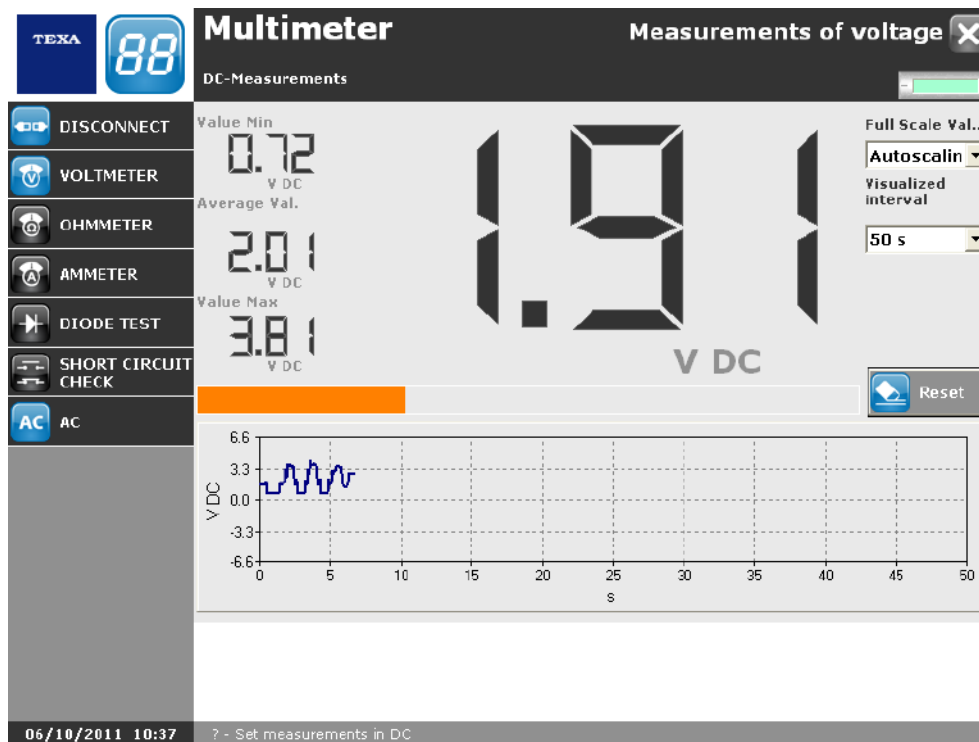 TEXA
88
Multimeter
Measurements of voltage
DC-Measurements
DISCONNECT
VOLTMETER
OHMMETER
AMMETER
DIODE TEST
SHORT CIRCUIT
CHECK
AC AC
Value Min
0.72
V DC
Average Val.
2.01
V DC
Value Max
3.81
V DC
1.91
V DC
Full Scale Val..
Autoscalin
Visualized
interval
50 s
Reset
6.6
3.3
0.0
-3.3
-6.6
V DC
0 5 10 15 20 25 30 35 40 45 50
s
06/10/2011 10:37
? - Set measurements in DC